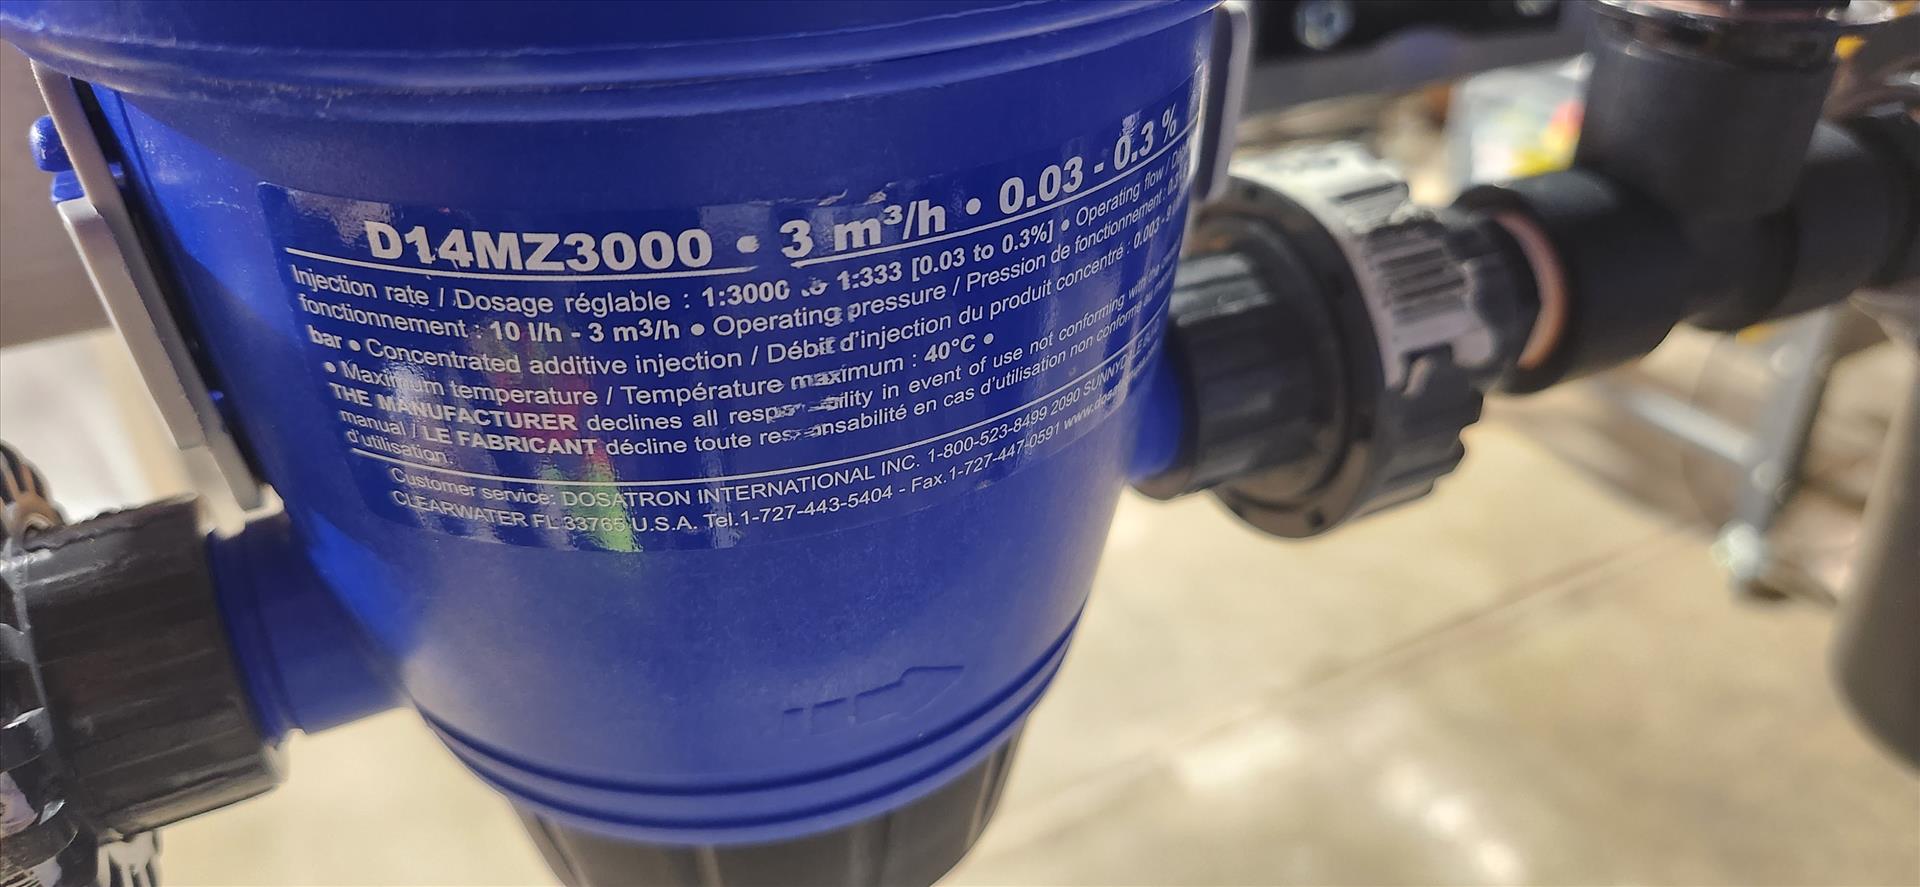 D14MZ3000 • 3 m³/h • 0.03 - 0.3 %
Injection rate / Dosage réglable : 1:3000 to 1:333 [0.03 to 0.3%] • Operating flow /
fonctionnement : 10 l/h - 3 m3/h • Operating pressure / Pression de fonctionnement :
bar • Concentrated additive injection / Débit d'injection du produit concentré : 0.003 -
• Maximum temperature / Température maximum : 40°C •
THE MANUFACTURER declines all responsability in event of use not conforming with
manual / LE FABRICANT décline toute responsabilité en cas d'utilisation non conforme au
d'utilisation.
Customer service: DOSATRON INTERNATIONAL INC. 1-800-523-8499 2090 SUNNYDALE
CLEARWATER FL 33765 U.S.A. Tel.1-727-443-5404 - Fax.1-727-447-0591